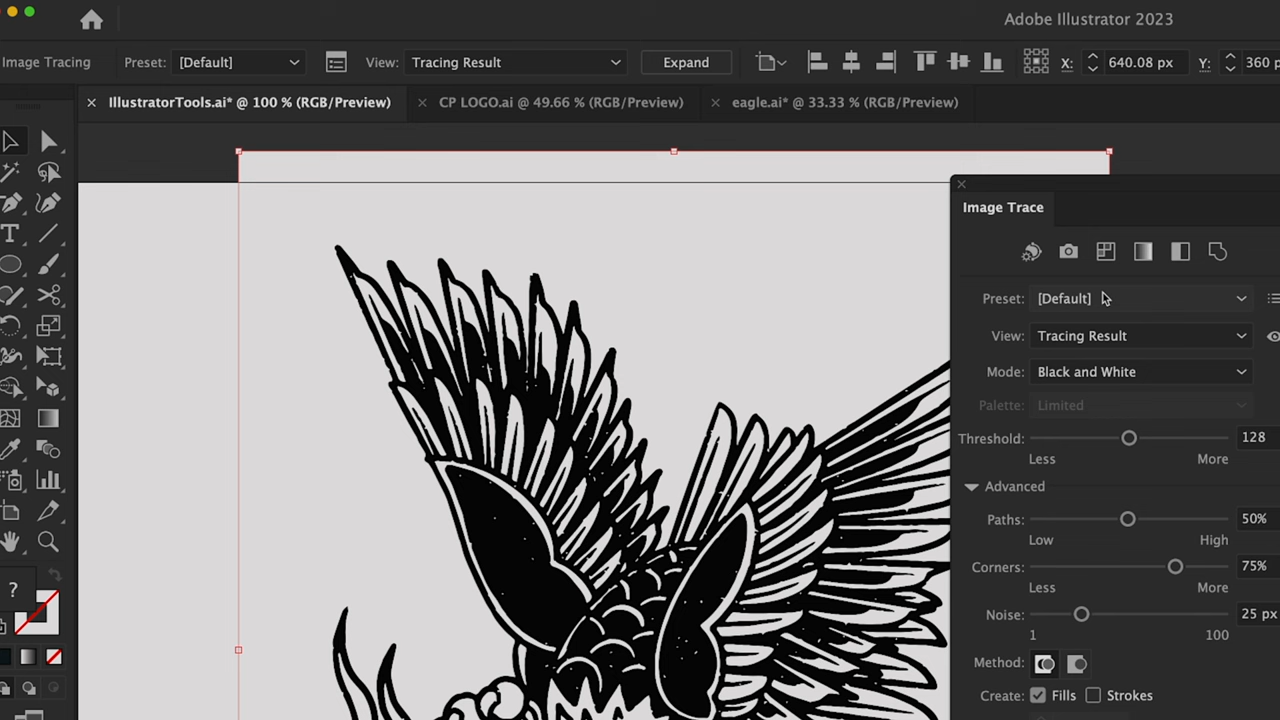 Adobe Illustrator 2023
Image Tracing Preset: [Default] View: Tracing Result Expand X: 640.08 px Y: 360 p
IllustratorTools.ai* @ 100 % (RGB/Preview) CP LOGO.ai @ 49.66 % (RGB/Preview) eagle.ai* @ 33.33 % (RGB/Preview)
Image Trace
Preset: [Default]
View: Tracing Result
Mode: Black and White
Palette: Limited
Threshold: 128
Less More
Advanced
Paths: 50%
Low High
Corners: 75%
Less More
Noise: 25 px
1 100
Method:
Create: Fills Strokes
T
?